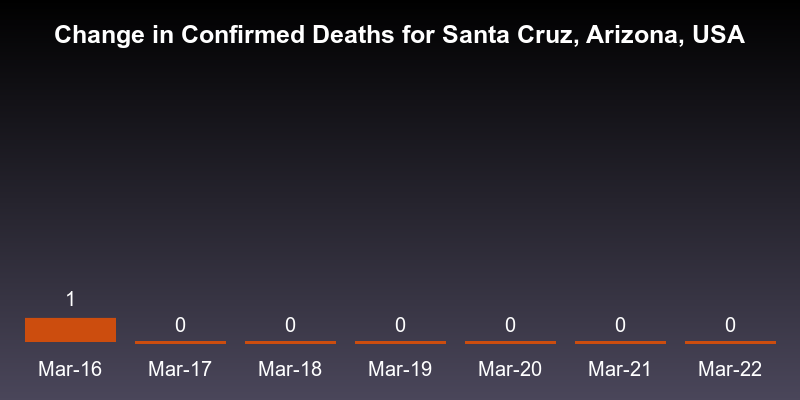 Change in Confirmed Deaths for Santa Cruz, Arizona, USA
1 0 0 0 0 0 0
Mar-16 Mar-17 Mar-18 Mar-19 Mar-20 Mar-21 Mar-22